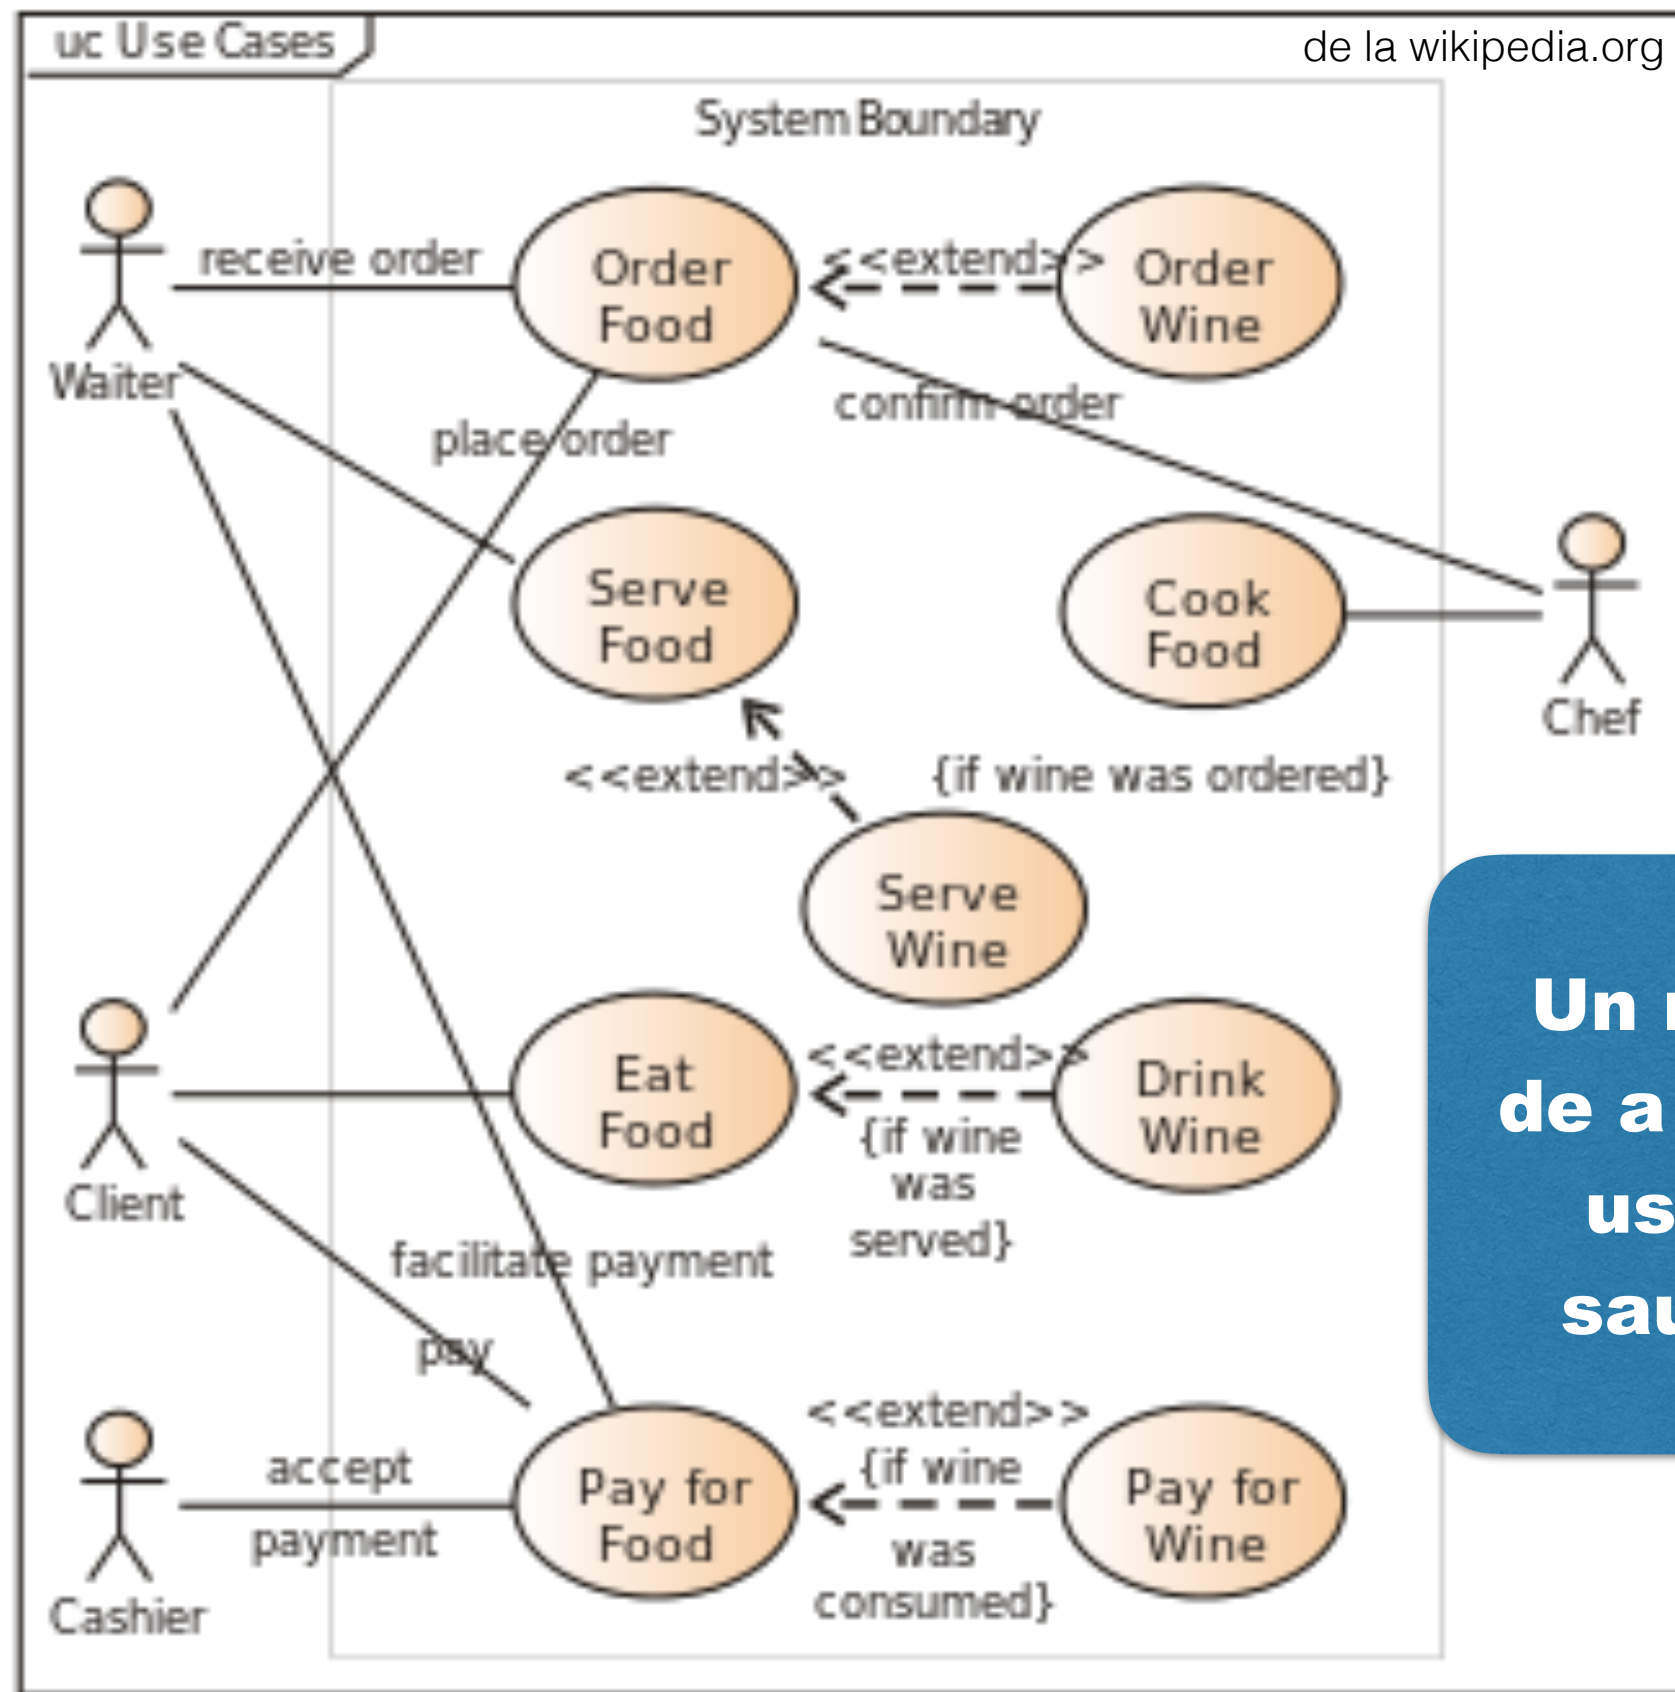 uc Use Cases
de la wikipedia.org
System Boundary
receive order
Order
Food
<<extend>>
Order
Wine
Waiter
place order
confirm order
Serve
Food
Cook
Food
Chef
<<extend>>
{if wine was ordered}
Serve
Wine
Client
Eat
Food
<<extend>>
{if wine
was
served}
Drink
Wine
facilitate payment
pay
accept
payment
Cashier
Pay for
Food
<<extend>>
{if wine
was
consumed}
Pay for
Wine
Un
de a